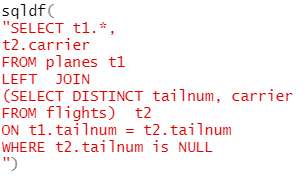 sqldf(
"SELECT t1.*,
t2.carrier
FROM planes t1
LEFT  JOIN
(SELECT DISTINCT tailnum, carrier
FROM flights)  t2
ON t1.tailnum = t2.tailnum
WHERE t2.tailnum is NULL
")